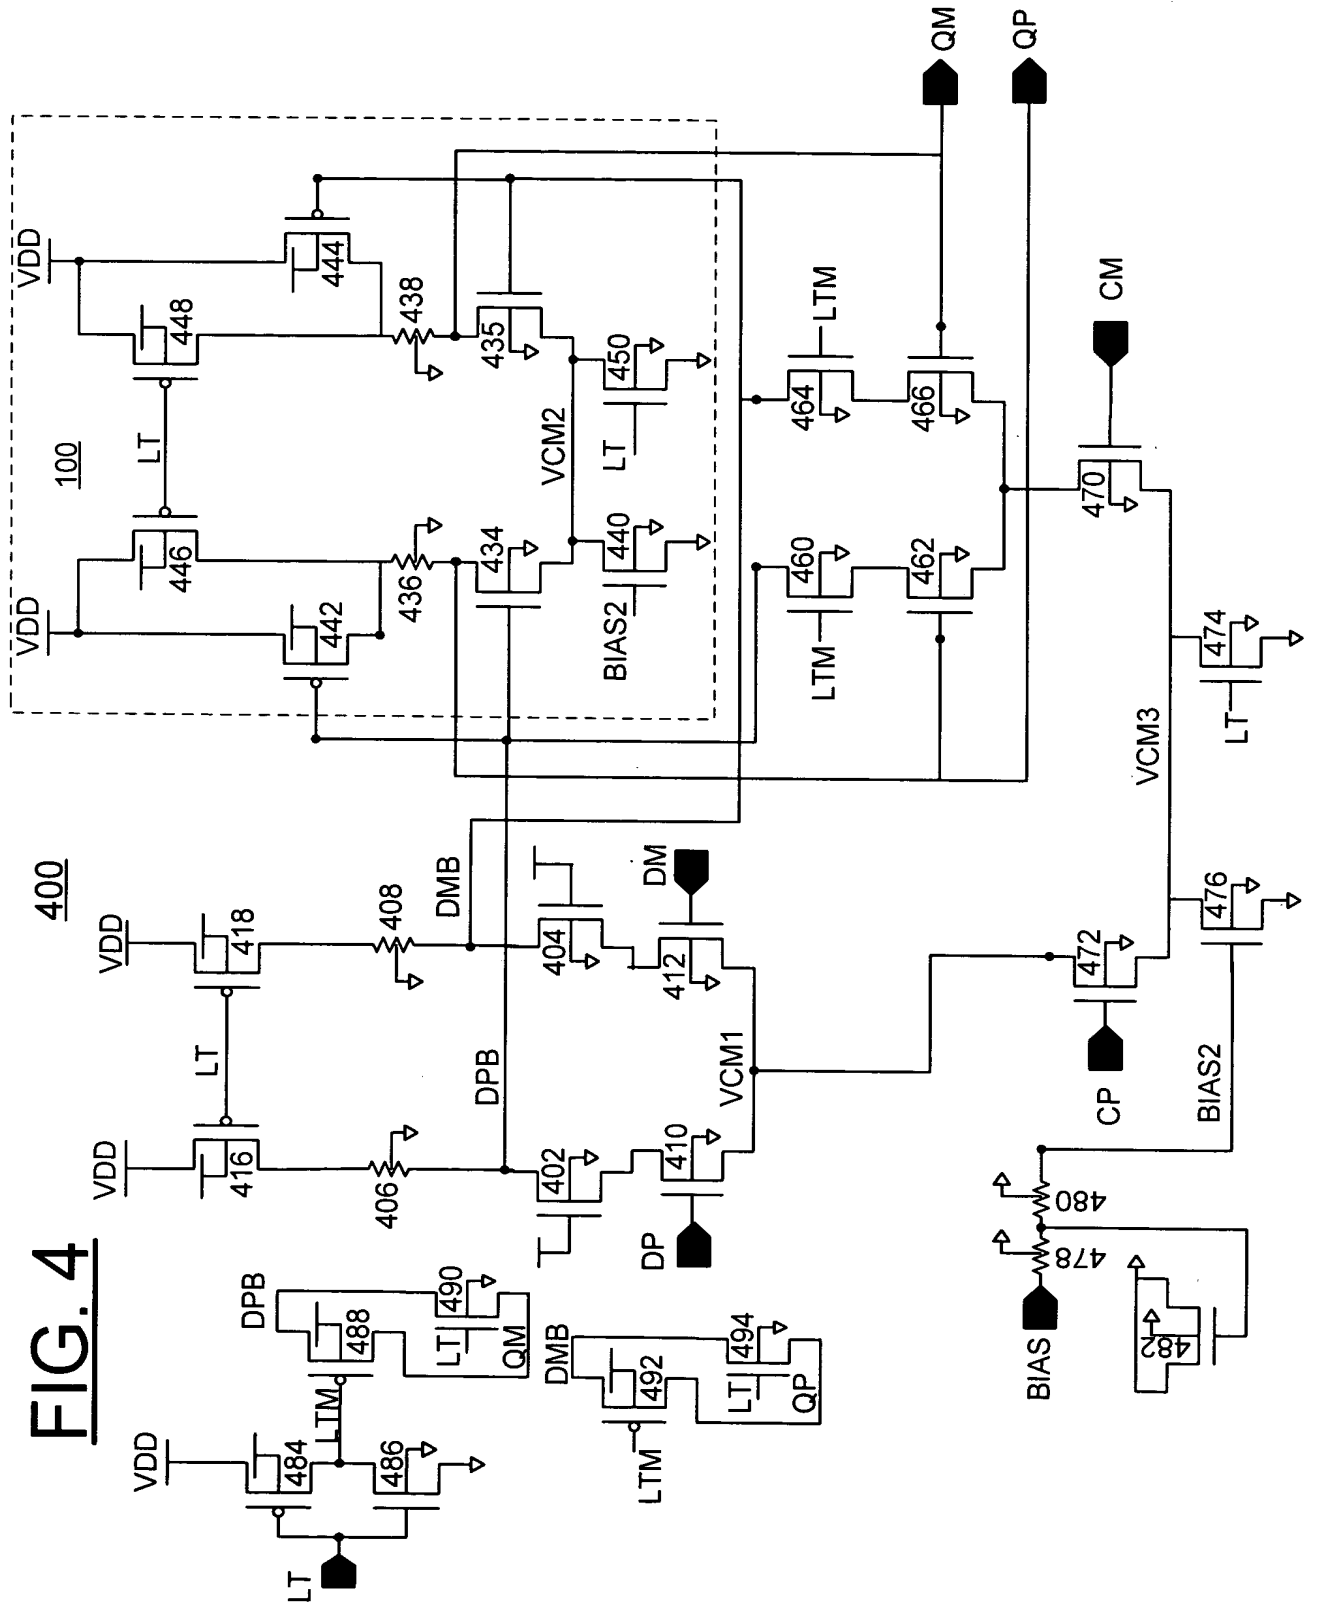 FIG. 4
400
100
VDD
VDD
VDD
VDD
VDD
LT
LT
416
418
446
448
442
444
406
408
436
438
DPB
DMB
402
404
434
435
VCM2
410
412
DP
DM
440
450
BIAS2
LT
VCM1
460
464
LTM
LTM
462
466
QM
QP
470
CM
472
CP
VCM3
474
476
LT
BIAS2
BIAS
478
480
482
LT
VDD
484
486
LTM
DPB
488
490
LT
QM
DMB
492
494
LTM
LT
QP